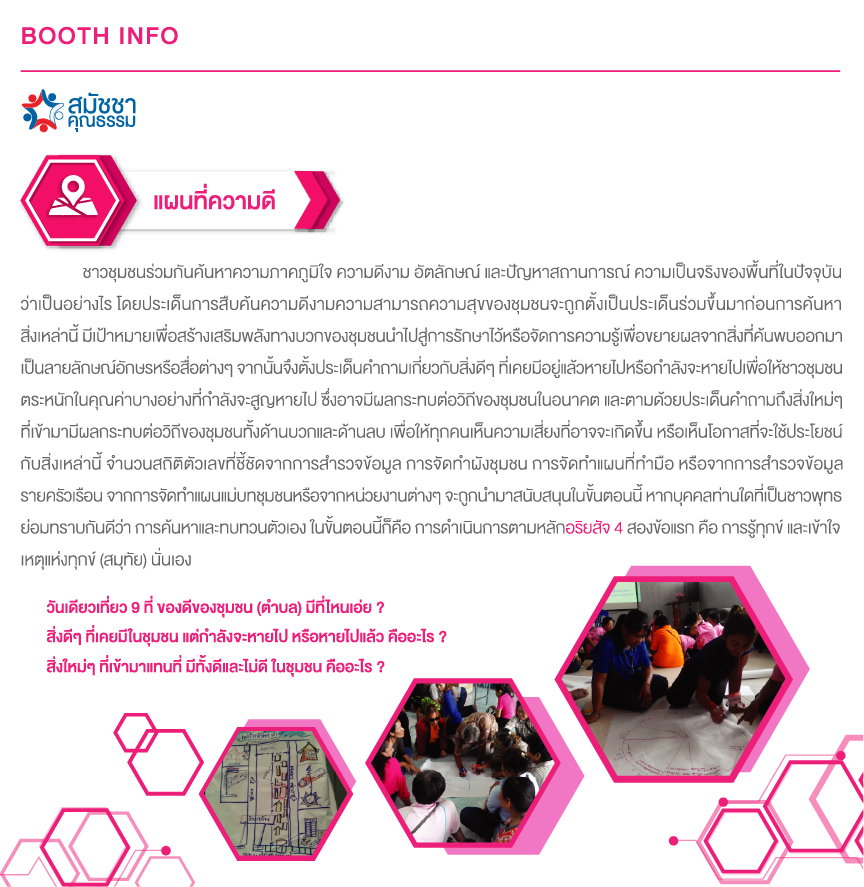 BOOTH INFO
สมัชชา
คุณธรรม
แผนที่ความดี
ชาวชุมชนร่วมกันค้นหาความภาคภูมิใจ ความดีงาม อัตลักษณ์ และปัญหาสถานการณ์ ความเป็นจริงของพื้นที่ในปัจจุบัน
ว่าเป็นอย่างไร โดยประเด็นการสืบค้นความดีงามความสามารถความสุขของชุมชนจะถูกตั้งเป็นประเด็นร่วมขึ้นมาก่อนการค้นหา
สิ่งเหล่านี้ มีเป้าหมายเพื่อสร้างเสริมพลังทางบวกของชุมชนนำไปสู่การรักษาไว้หรือจัดการความรู้เพื่อขยายผลจากสิ่งที่ค้นพบออกมา
เป็นลายลักษณ์อักษรหรือสื่อต่างๆ จากนั้นจึงตั้งประเด็นคำถามเกี่ยวกับสิ่งดีๆ ที่เคยมีอยู่แล้วหายไปหรือกำลังจะหายไปเพื่อให้ชาวชุมชน
ตระหนักในคุณค่าบางอย่างที่กำลังจะสูญหายไป ซึ่งอาจมีผลกระทบต่อวิถีของชุมชนในอนาคต และตามด้วยประเด็นคำถามถึงสิ่งใหม่ๆ
ที่เข้ามามีผลกระทบต่อวิถีของชุมชนทั้งด้านบวกและด้านลบ เพื่อให้ทุกคนเห็นความเสี่ยงที่อาจจะเกิดขึ้น หรือเห็นโอกาสที่จะใช้ประโยชน์
กับสิ่งเหล่านี้ จำนวนสถิติตัวเลขที่ชี้ชัดจากการสำรวจข้อมูล การจัดทำผังชุมชน การจัดทำแผนที่ทำมือ หรือจากการสำรวจข้อมูล
รายครัวเรือน จากการจัดทำแผนแม่บทชุมชนหรือจากหน่วยงานต่างๆ จะถูกนำมาสนับสนุนในขั้นตอนนี้ หากบุคคลท่านใดที่เป็นชาวพุทธ
ย่อมทราบกันดีว่า การค้นหาและทบทวนตัวเอง ในขั้นตอนนี้ก็คือ การดำเนินการตามหลักอริยสัจ 4 สองข้อแรก คือ การรู้ทุกข์ และเข้าใจ
เหตุแห่งทุกข์ (สมุทัย) นั่นเอง
วันเดียวเที่ยว 9 ที่ ของดีของชุมชน (ตำบล) มีที่ไหนเอ่ย ?
สิ่งดีๆ ที่เคยมีในชุมชน แต่กำลังจะหายไป หรือหายไปแล้ว คืออะไร ?
สิ่งใหม่ๆ ที่เข้ามาแทนที่ มีทั้งดีและไม่ดี ในชุมชน คืออะไร ?